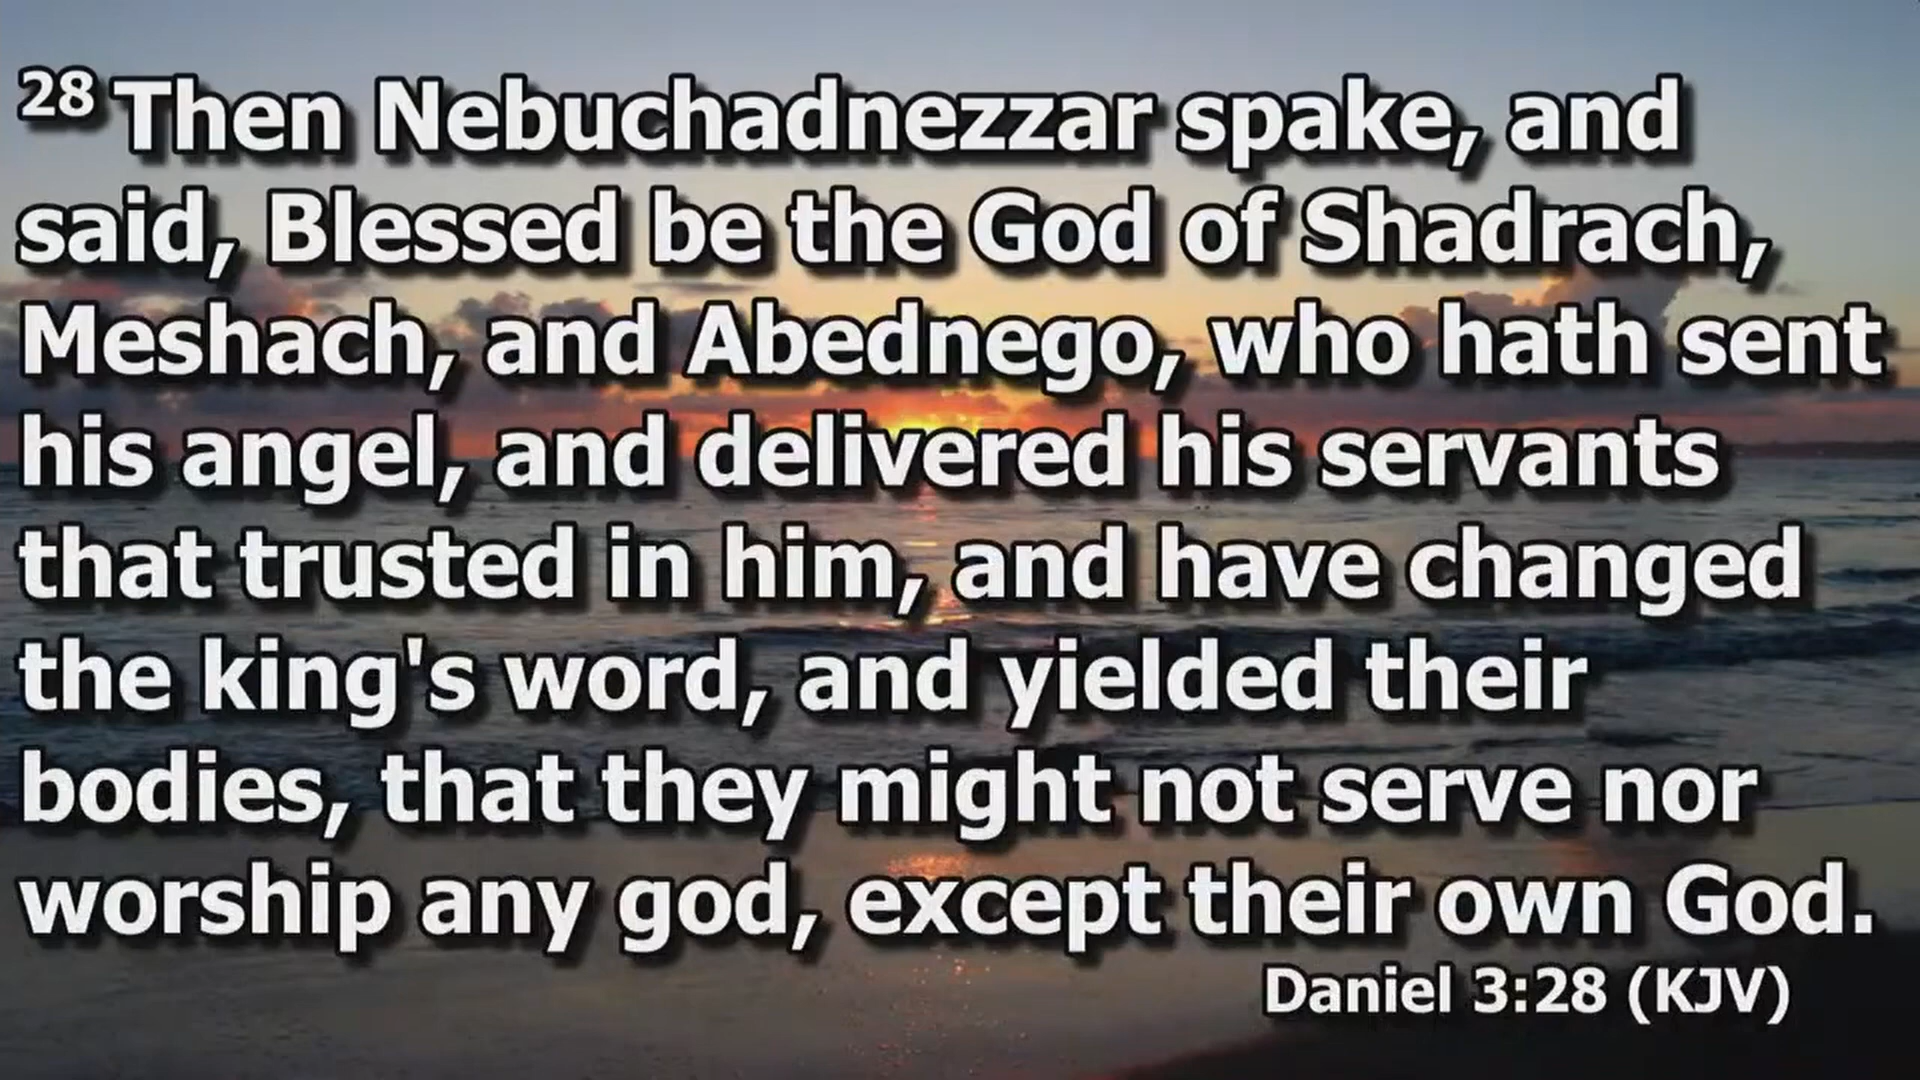 28 Then Nebuchadnezzar spake, and
said, Blessed be the God of Shadrach,
Meshach, and Abednego, who hath sent
his angel, and delivered his servants
that trusted in him, and have changed
the king's word, and yielded their
bodies, that they might not serve nor
worship any god, except their own God.
Daniel 3:28 (KJV)